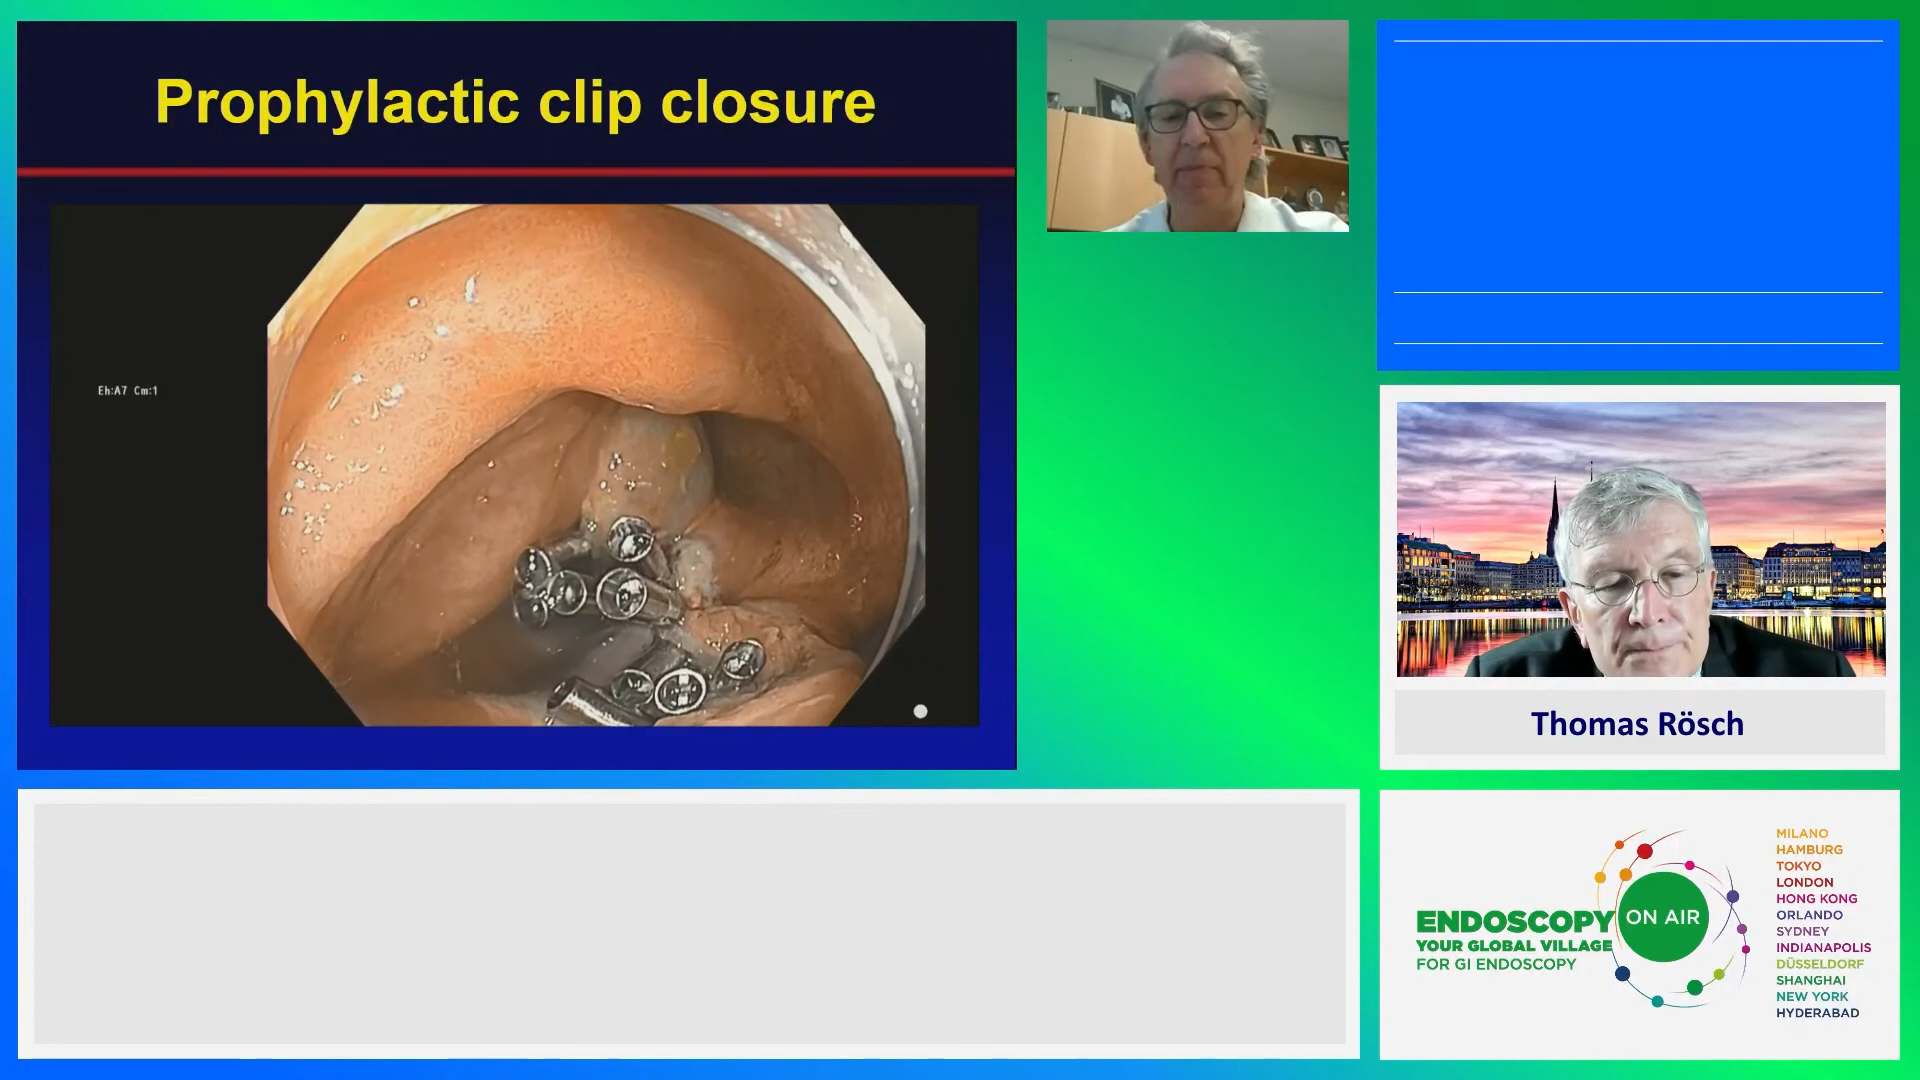 Prophylactic clip closure
Eh:A7 Cm:1
Thomas Rösch
ENDOSCOPY ON AIR
YOUR GLOBAL VILLAGE
FOR GI ENDOSCOPY
MILANO
HAMBURG
TOKYO
LONDON
HONG KONG
ORLANDO
SYDNEY
INDIANAPOLIS
DÜSSELDORF
SHANGHAI
NEW YORK
HYDERABAD